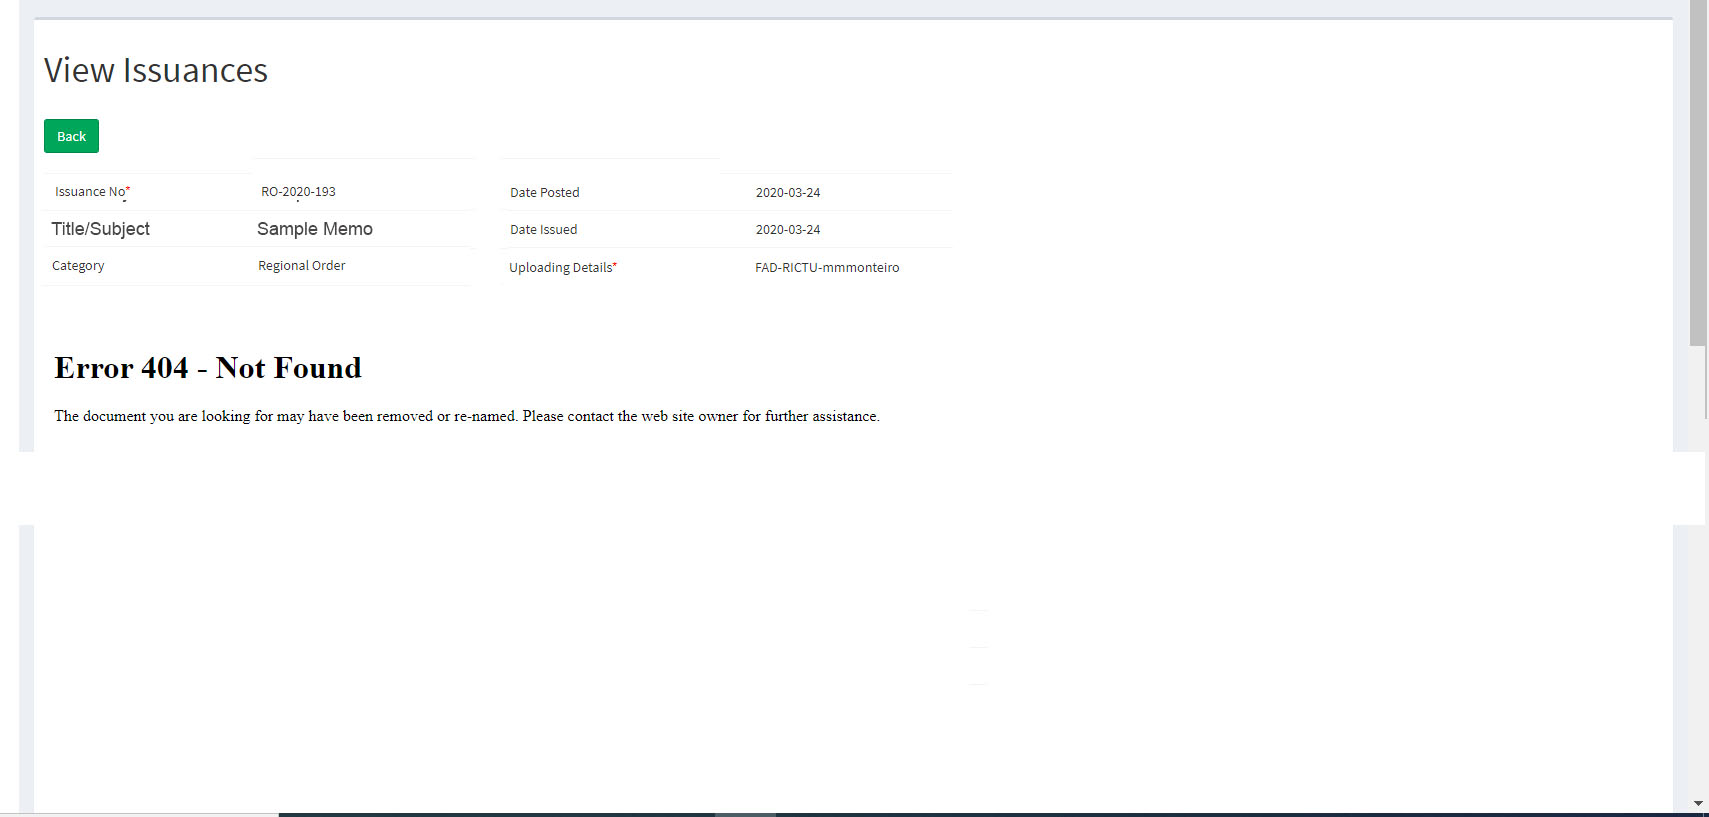 View Issuances
Back
Issuance No* RO-2020-193 Date Posted 2020-03-24
Title/Subject Sample Memo Date Issued 2020-03-24
Category Regional Order Uploading Details* FAD-RICTU-mmmonteiro
Error 404 - Not Found
The document you are looking for may have been removed or re-named. Please contact the web site owner for further assistance.